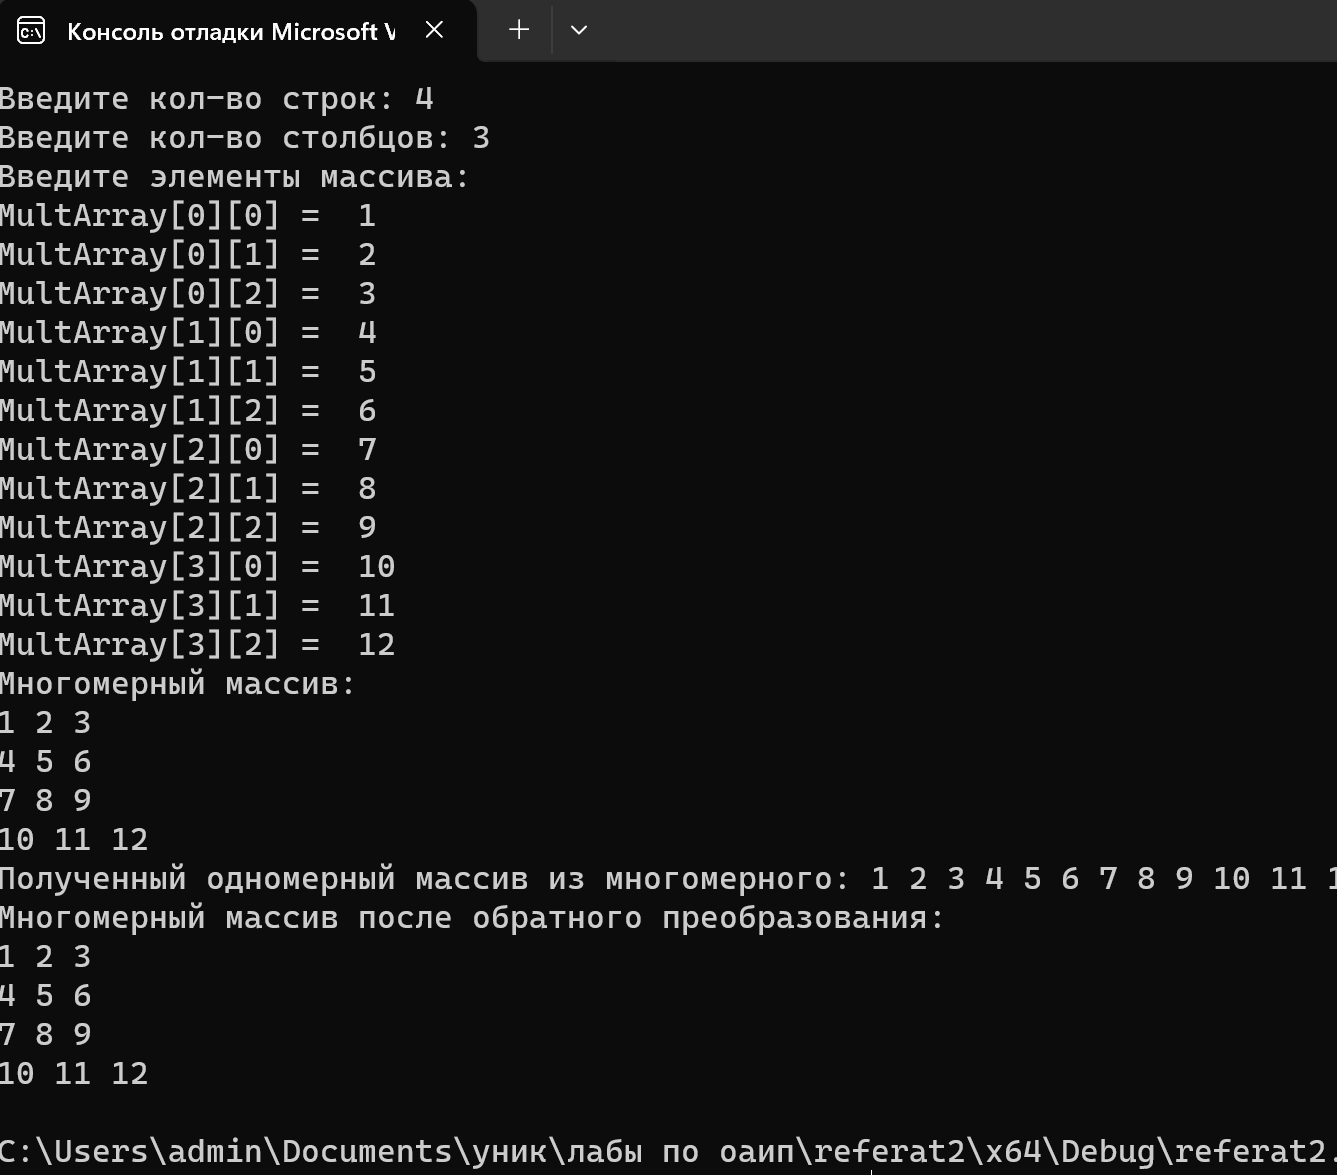 Консоль отладки Microsoft V
Введите кол-во строк: 4
Введите кол-во столбцов: 3
Введите элементы массива:
MultArray[0][0] =  1
MultArray[0][1] =  2
MultArray[0][2] =  3
MultArray[1][0] =  4
MultArray[1][1] =  5
MultArray[1][2] =  6
MultArray[2][0] =  7
MultArray[2][1] =  8
MultArray[2][2] =  9
MultArray[3][0] =  10
MultArray[3][1] =  11
MultArray[3][2] =  12
Многомерный массив:
1 2 3
4 5 6
7 8 9
10 11 12
Полученный одномерный массив из многомерного: 1 2 3 4 5 6 7 8 9 10 11 1
Многомерный массив после обратного преобразования:
1 2 3
4 5 6
7 8 9
10 11 12
C:\Users\admin\Documents\уник\лабы по оаип\referat2\x64\Debug\referat2.